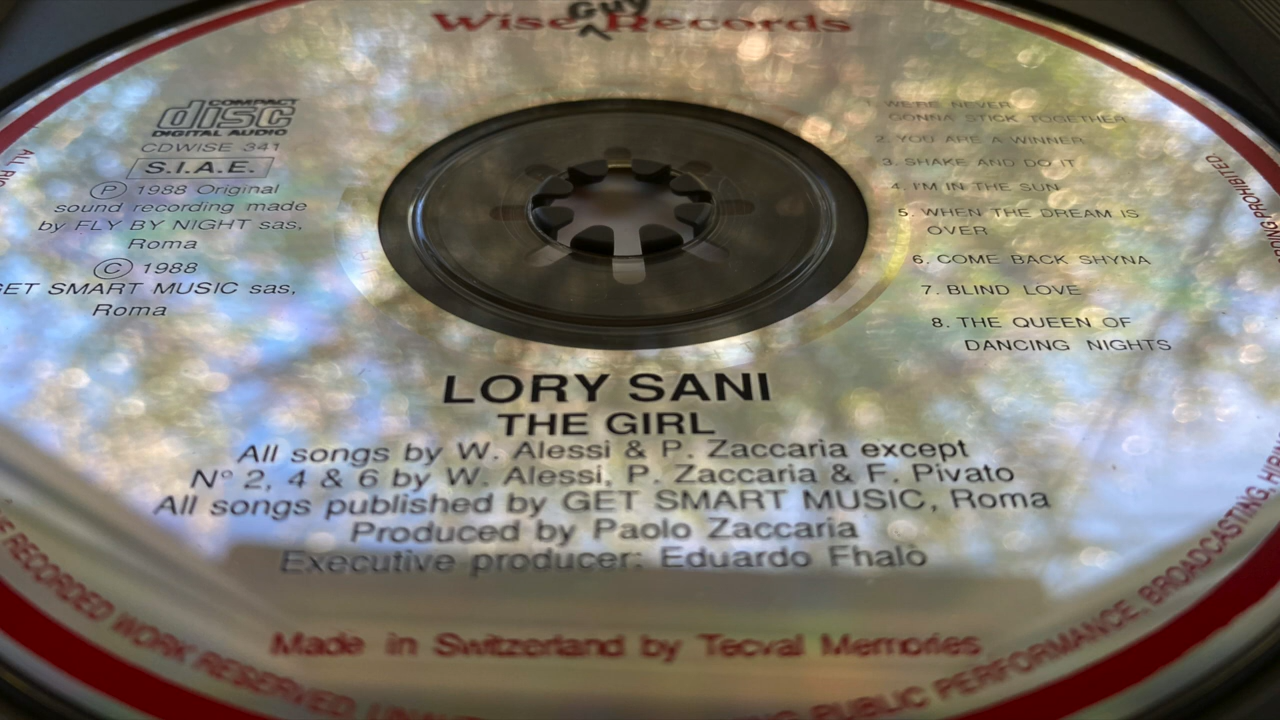 Guy
Wise Records
COMPACT
disc
DIGITAL AUDIO
CDWISE 341
S.I.A.E.
Ⓟ 1988 Original
sound recording made
by FLY BY NIGHT sas,
Roma
© 1988
GET SMART MUSIC sas,
Roma
1. WE'RE NEVER
GONNA STICK TOGETHER
2. YOU ARE A WINNER
3. SHAKE AND DO IT
4. I'M IN THE SUN
5. WHEN THE DREAM IS
OVER
6. COME BACK SHYNA
7. BLIND LOVE
8. THE QUEEN OF
DANCING NIGHTS
LORY SANI
THE GIRL
All songs by W. Alessi & P. Zaccaria except
N° 2, 4 & 6 by W. Alessi, P. Zaccaria & F. Pivato
All songs published by GET SMART MUSIC, Roma
Produced by Paolo Zaccaria
Executive producer: Eduardo Fhalò
Made in Switzerland by Tecval Memories
ALL
RECORDED WORK RESERVED.
PUBLIC PERFORMANCE, BROADCASTING,
PROHIBITED